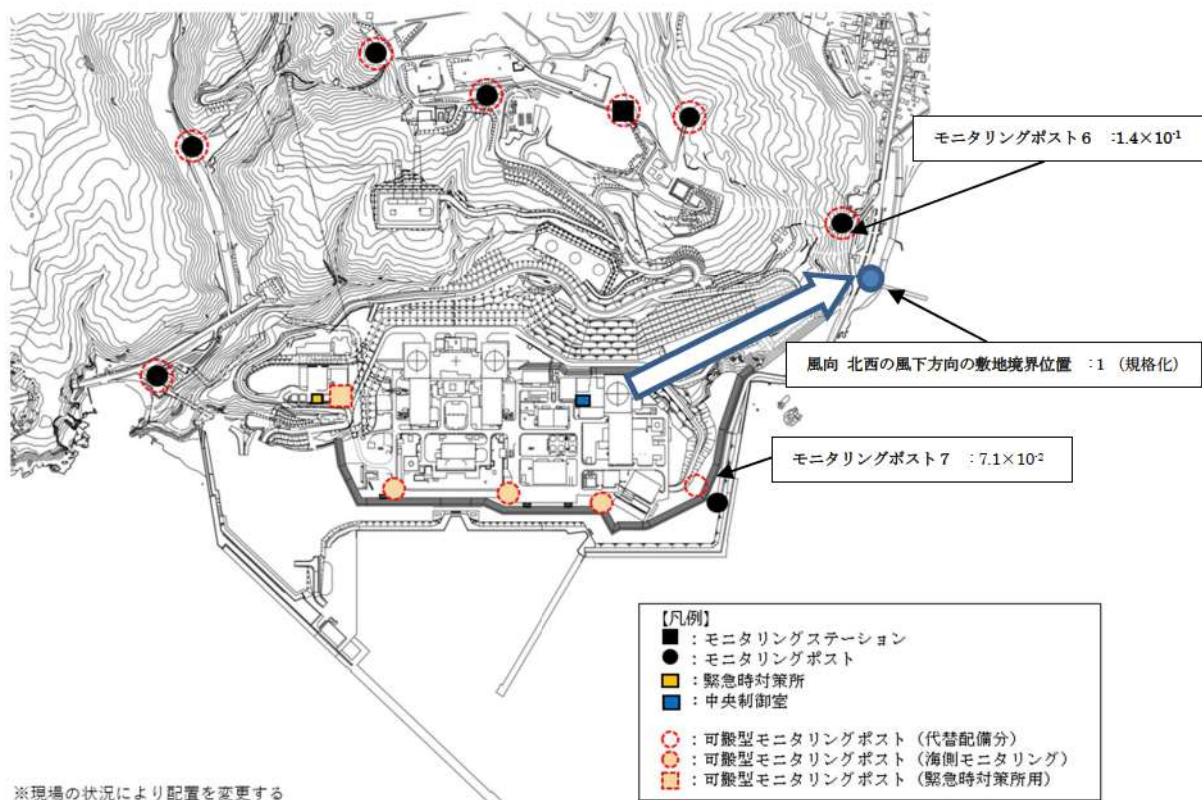 モニタリングポスト6 :1.4×10⁻¹
風向 北西の風下方向の敷地境界位置 :1 (規格化)
モニタリングポスト7 :7.1×10⁻²
【凡例】
:モニタリングステーション
:モニタリングポスト
:緊急時対策所
:中央制御室
:可搬型モニタリングポスト(代替配備分)
:可搬型モニタリングポスト(海側モニタリング)
:可搬型モニタリングポスト(緊急時対策所用)
※現場の状況により配置を変更する